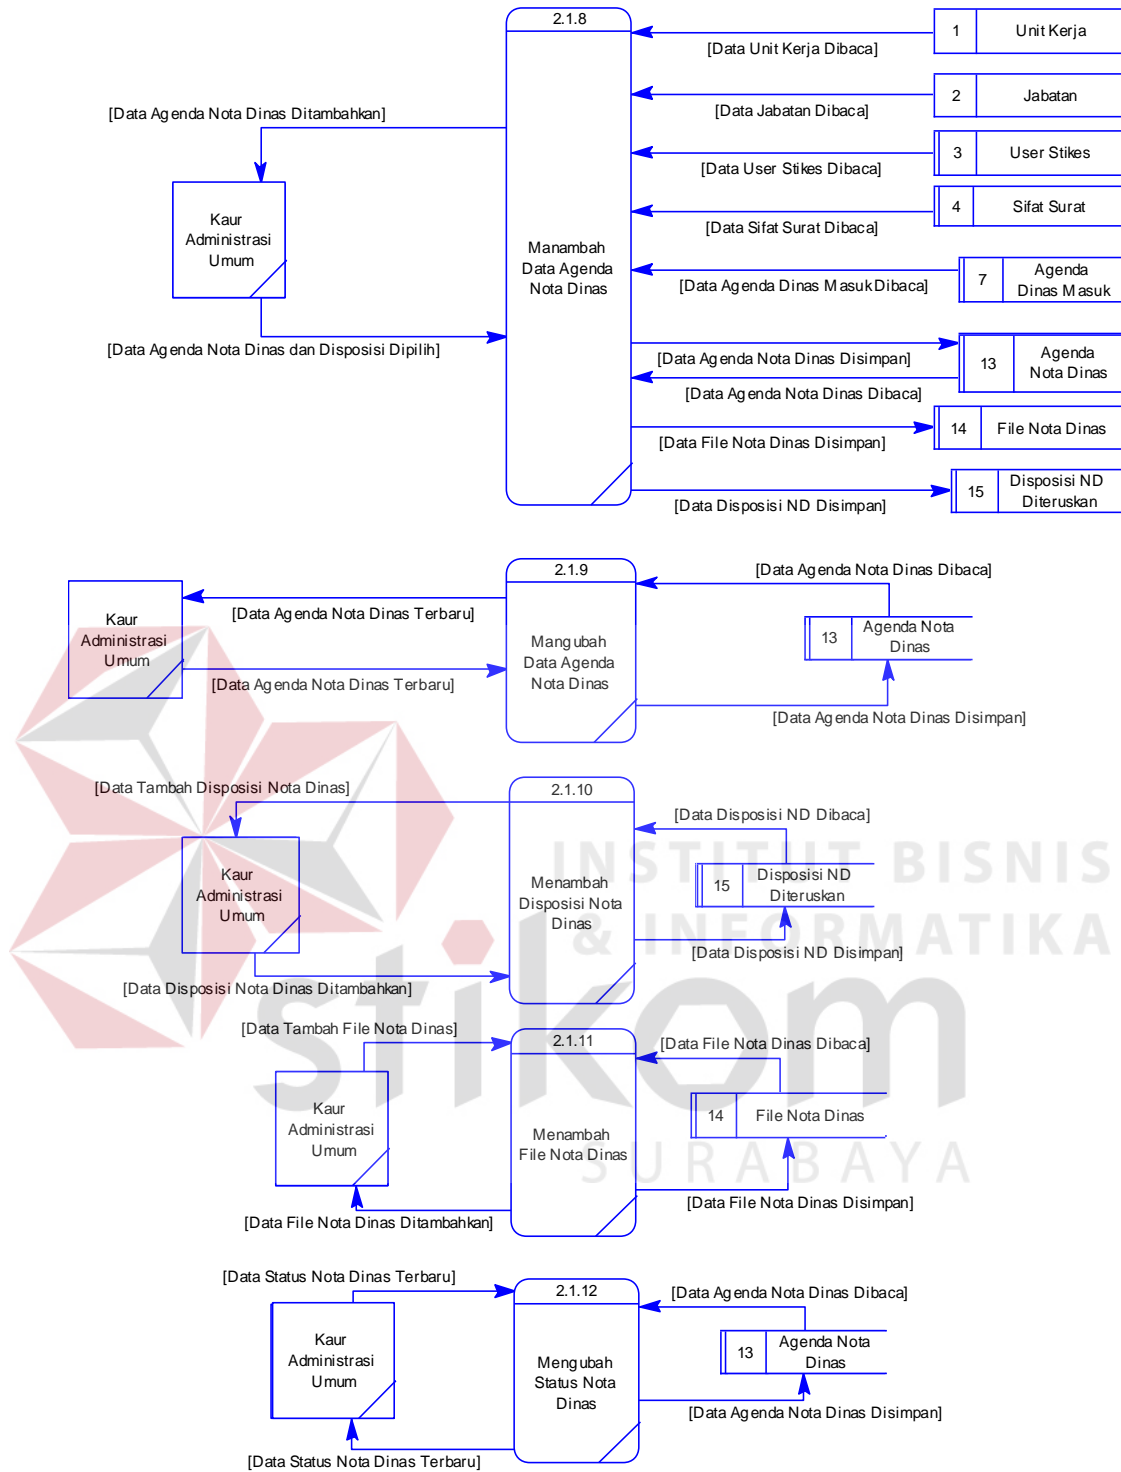 2.1.8
1
Unit Kerja
[Data Unit Kerja Dibaca]
2
Jabatan
[Data Jabatan Dibaca]
[Data Agenda Nota Dinas Ditambahkan]
3
User Stikes
[Data User Stikes Dibaca]
4
Sifat Surat
[Data Sifat Surat Dibaca]
Kaur
Administrasi
Umum
Manambah
Data Agenda
Nota Dinas
7
Agenda
Dinas Masuk
[Data Agenda Dinas Masuk Dibaca]
[Data Agenda Nota Dinas dan Disposisi Dipilih]
[Data Agenda Nota Dinas Disimpan]
13
Agenda
Nota Dinas
[Data Agenda Nota Dinas Dibaca]
14
File Nota Dinas
[Data File Nota Dinas Disimpan]
15
Disposisi ND
Diteruskan
[Data Disposisi ND Disimpan]
2.1.9
[Data Agenda Nota Dinas Dibaca]
[Data Agenda Nota Dinas Terbaru]
Kaur
Administrasi
Umum
Mangubah
Data Agenda
Nota Dinas
13
Agenda Nota
Dinas
[Data Agenda Nota Dinas Terbaru]
[Data Agenda Nota Dinas Disimpan]
[Data Tambah Disposisi Nota Dinas]
2.1.10
[Data Disposisi ND Dibaca]
Kaur
Administrasi
Umum
Menambah
Disposisi Nota
Dinas
15
Disposisi ND
Diteruskan
[Data Disposisi ND Disimpan]
[Data Disposisi Nota Dinas Ditambahkan]
INSTITUT BISNIS
& INFORMATIKA
stikom
SURABAYA
[Data Tambah File Nota Dinas]
2.1.11
[Data File Nota Dinas Dibaca]
Kaur
Administrasi
Umum
Menambah
File Nota Dinas
14
File Nota Dinas
[Data File Nota Dinas Disimpan]
[Data File Nota Dinas Ditambahkan]
[Data Status Nota Dinas Terbaru]
2.1.12
[Data Agenda Nota Dinas Dibaca]
Kaur
Administrasi
Umum
Mengubah
Status Nota
Dinas
13
Agenda Nota
Dinas
[Data Agenda Nota Dinas Disimpan]
[Data Status Nota Dinas Terbaru]